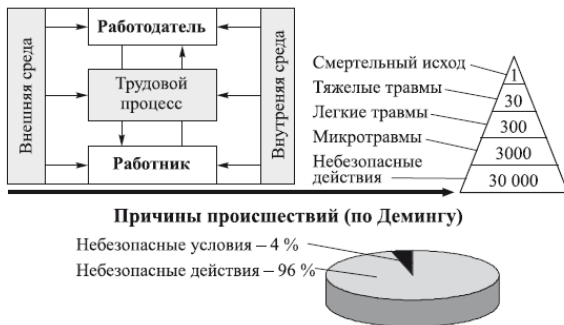 Внешняя среда
Работодатель
Трудовой
процесс
Работник
Внутреняя среда
Смертельный исход
Тяжелые травмы
Легкие травмы
Микротравмы
Небезопасные
действия
1
30
300
3000
30 000
Причины происшествий (по Демингу)
Небезопасные условия – 4 %
Небезопасные действия – 96 %